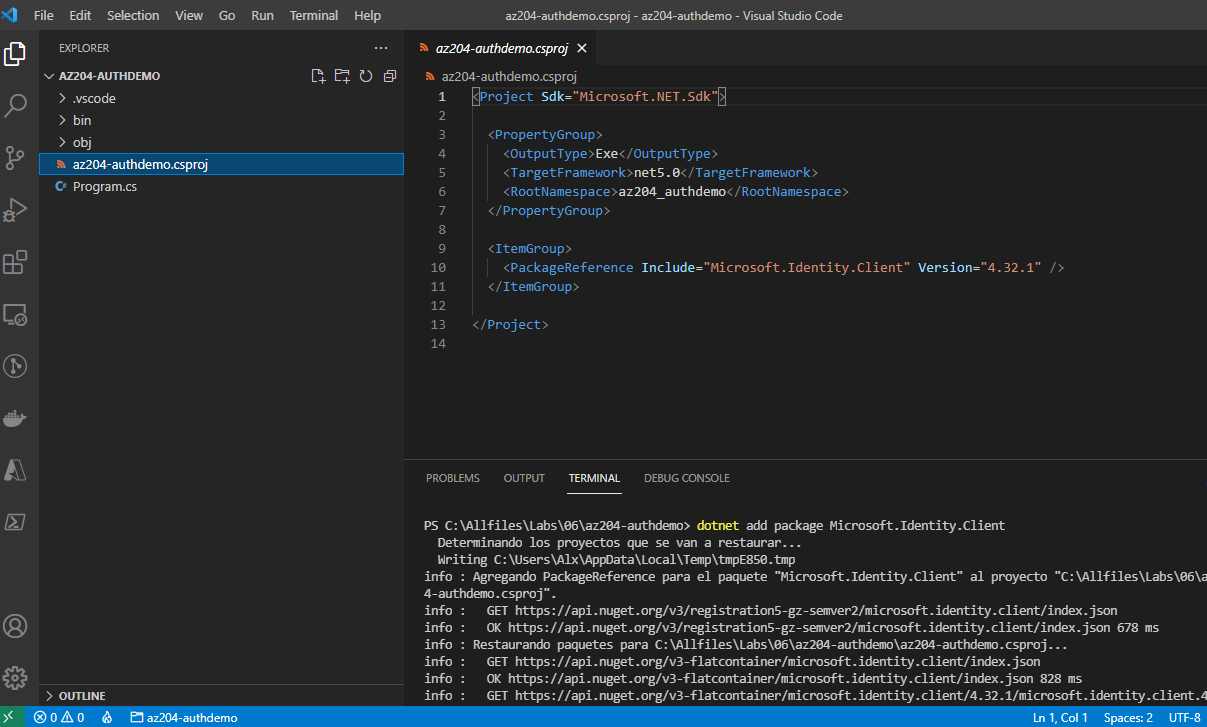 File Edit Selection View Go Run Terminal Help
az204-authdemo.csproj - az204-authdemo - Visual Studio Code
EXPLORER
AZ204-AUTHDEMO
.vscode
bin
obj
az204-authdemo.csproj
Program.cs
OUTLINE
az204-authdemo.csproj
az204-authdemo.csproj
1 <Project Sdk="Microsoft.NET.Sdk">
2
3 <PropertyGroup>
4 <OutputType>Exe</OutputType>
5 <TargetFramework>net5.0</TargetFramework>
6 <RootNamespace>az204_authdemo</RootNamespace>
7 </PropertyGroup>
8
9 <ItemGroup>
10 <PackageReference Include="Microsoft.Identity.Client" Version="4.32.1" />
11 </ItemGroup>
12
13 </Project>
14
PROBLEMS OUTPUT TERMINAL DEBUG CONSOLE
PS C:\Allfiles\Labs\06\az204-authdemo> dotnet add package Microsoft.Identity.Client
Determinando los proyectos que se van a restaurar...
Writing C:\Users\Alx\AppData\Local\Temp\tmpE850.tmp
info : Agregando PackageReference para el paquete "Microsoft.Identity.Client" al proyecto "C:\Allfiles\Labs\06\a
4-authdemo.csproj".
info : GET https://api.nuget.org/v3/registration5-gz-semver2/microsoft.identity.client/index.json
info : OK https://api.nuget.org/v3/registration5-gz-semver2/microsoft.identity.client/index.json 678 ms
info : Restaurando paquetes para C:\Allfiles\Labs\06\az204-authdemo\az204-authdemo.csproj...
info : GET https://api.nuget.org/v3-flatcontainer/microsoft.identity.client/index.json
info : OK https://api.nuget.org/v3-flatcontainer/microsoft.identity.client/index.json 828 ms
info : GET https://api.nuget.org/v3-flatcontainer/microsoft.identity.client/4.32.1/microsoft.identity.client.4
0 0 az204-authdemo Ln 1, Col 1 Spaces: 2 UTF-8